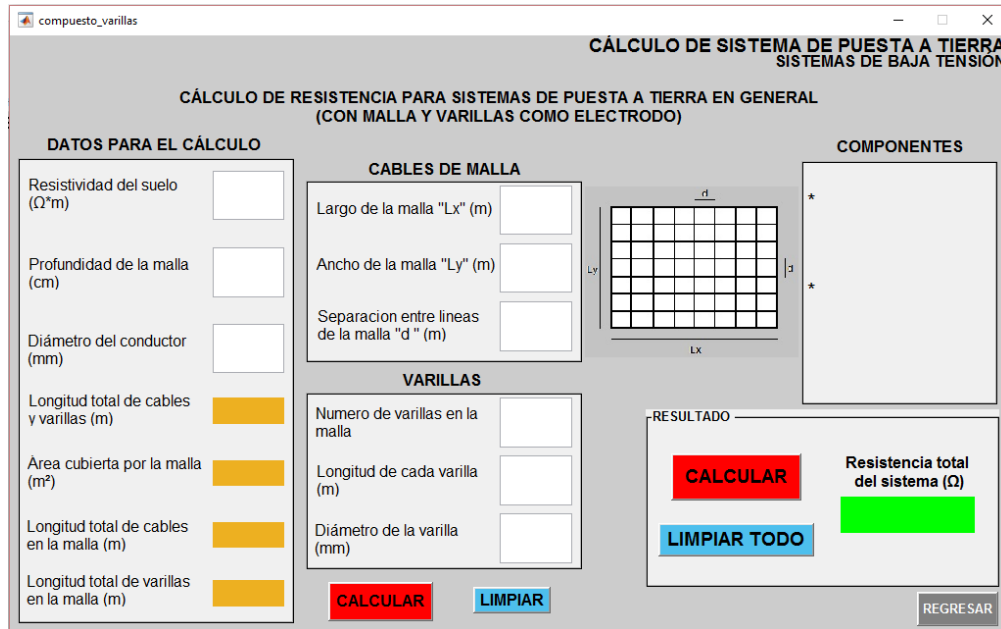 compuesto_varillas
CÁLCULO DE SISTEMA DE PUESTA A TIERRA
SISTEMAS DE BAJA TENSIÓN
CÁLCULO DE RESISTENCIA PARA SISTEMAS DE PUESTA A TIERRA EN GENERAL
(CON MALLA Y VARILLAS COMO ELECTRODO)
DATOS PARA EL CÁLCULO
Resistividad del suelo
(Ω*m)
Profundidad de la malla
(cm)
Diámetro del conductor
(mm)
Longitud total de cables
y varillas (m)
Área cubierta por la malla
(m²)
Longitud total de cables
en la malla (m)
Longitud total de varillas
en la malla (m)
CABLES DE MALLA
Largo de la malla "Lx" (m)
Ancho de la malla "Ly" (m)
Separacion entre lineas
de la malla "d " (m)
VARILLAS
Numero de varillas en la
malla
Longitud de cada varilla
(m)
Diámetro de la varilla
(mm)
CALCULAR
LIMPIAR
d
Ly
d
Lx
COMPONENTES
*
*
RESULTADO
CALCULAR
LIMPIAR TODO
Resistencia total
del sistema (Ω)
REGRESAR